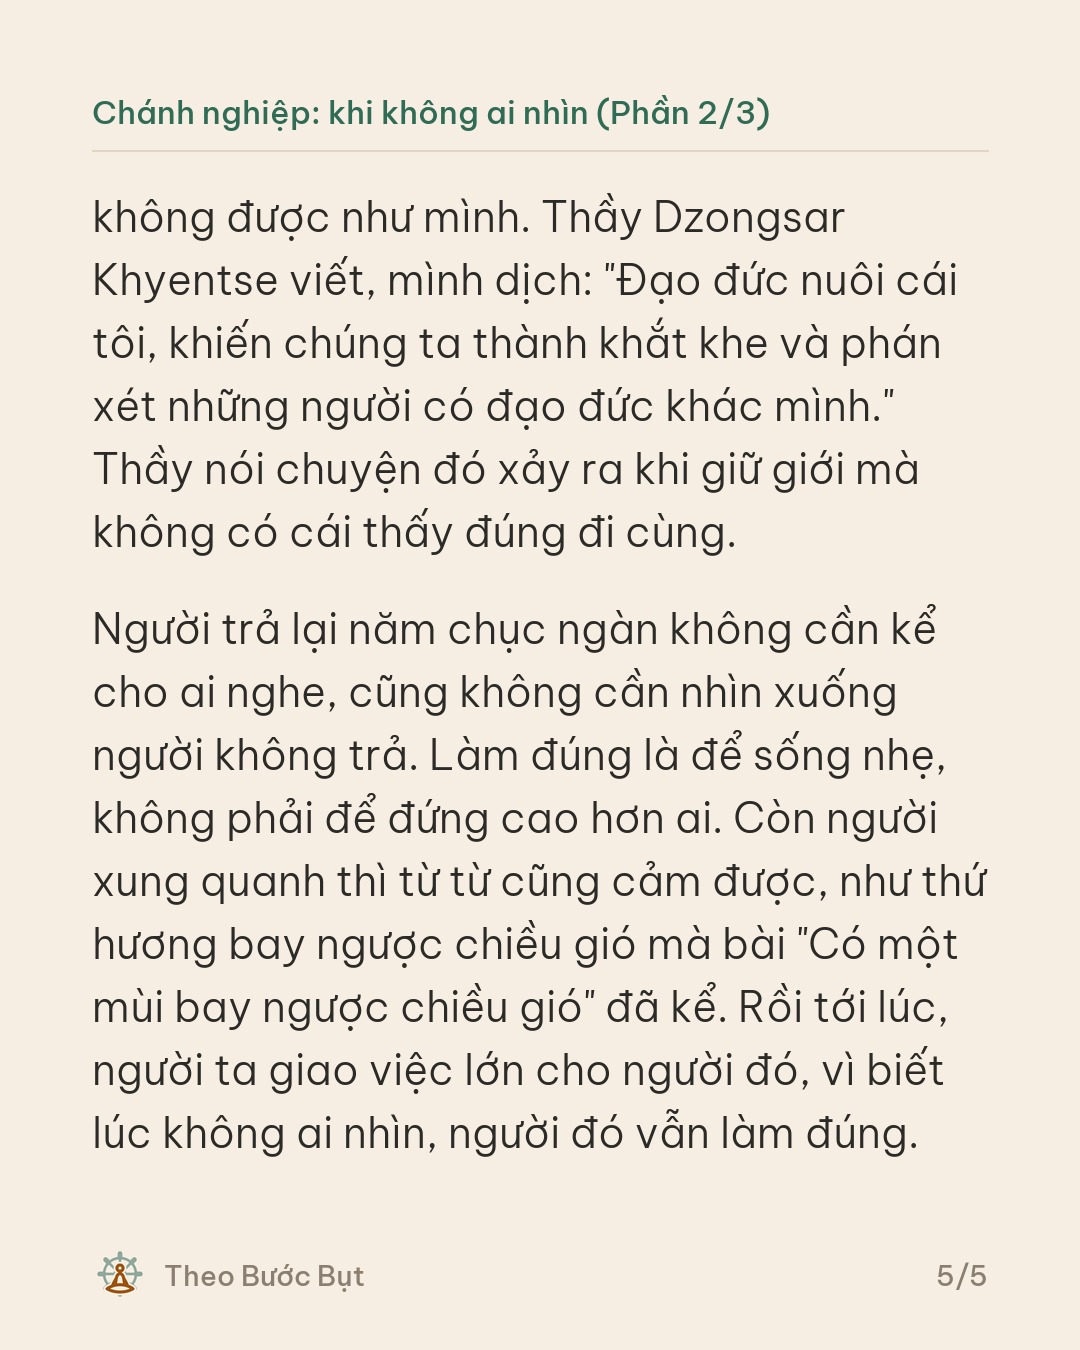 Chánh nghiệp: khi không ai nhìn (Phần 2/3)
không được như mình. Thầy Dzongsar
Khyentse viết, mình dịch: "Đạo đức nuôi cái
tôi, khiến chúng ta thành khắt khe và phán
xét những người có đạo đức khác mình."
Thầy nói chuyện đó xảy ra khi giữ giới mà
không có cái thấy đúng đi cùng.
Người trả lại năm chục ngàn không cần kể
cho ai nghe, cũng không cần nhìn xuống
người không trả. Làm đúng là để sống nhẹ,
không phải để đứng cao hơn ai. Còn người
xung quanh thì từ từ cũng cảm được, như thứ
hương bay ngược chiều gió mà bài "Có một
mùi bay ngược chiều gió" đã kể. Rồi tới lúc,
người ta giao việc lớn cho người đó, vì biết
lúc không ai nhìn, người đó vẫn làm đúng.
Theo Bước Bụt
5/5